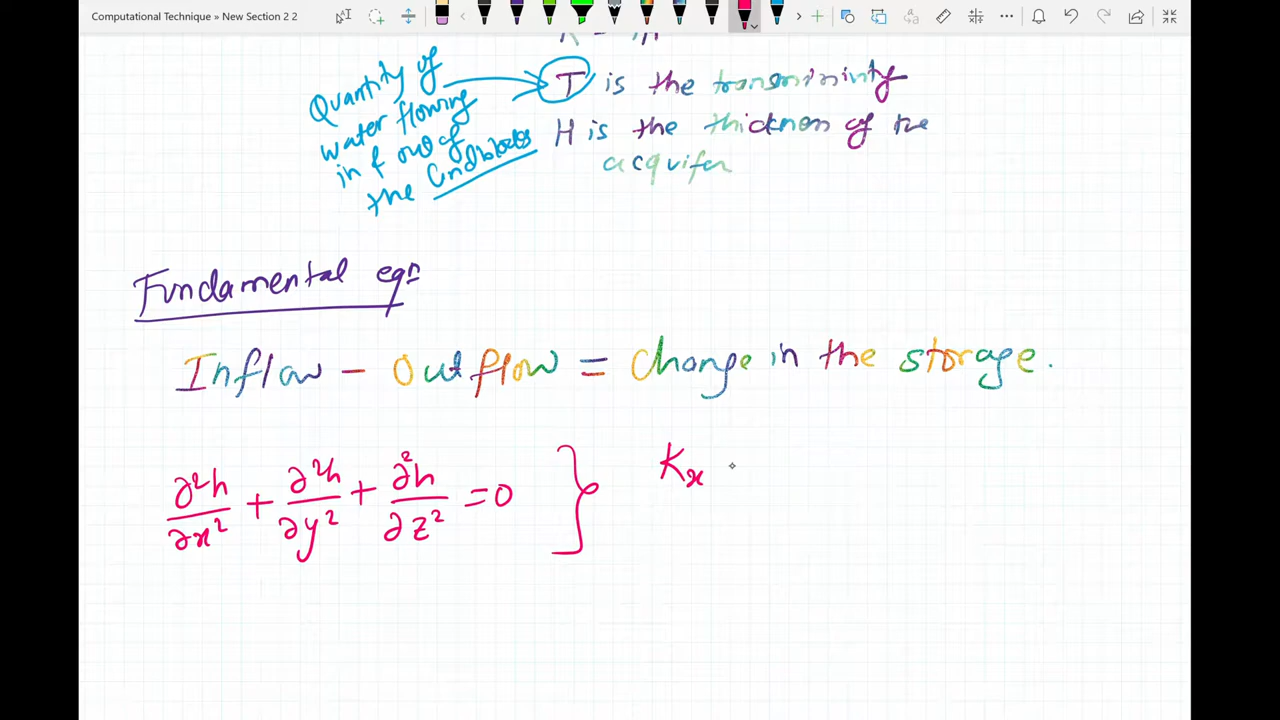 Computational Technique » New Section 2 2
Quantity of
water flowing
in & out of
the
T is the
H is the thickness of the
acquifer
Fundamental eqn
Inflow - Outflow = Change in the storage.
∂²h/∂x² + ∂²h/∂y² + ∂²h/∂z² = 0 } Kx